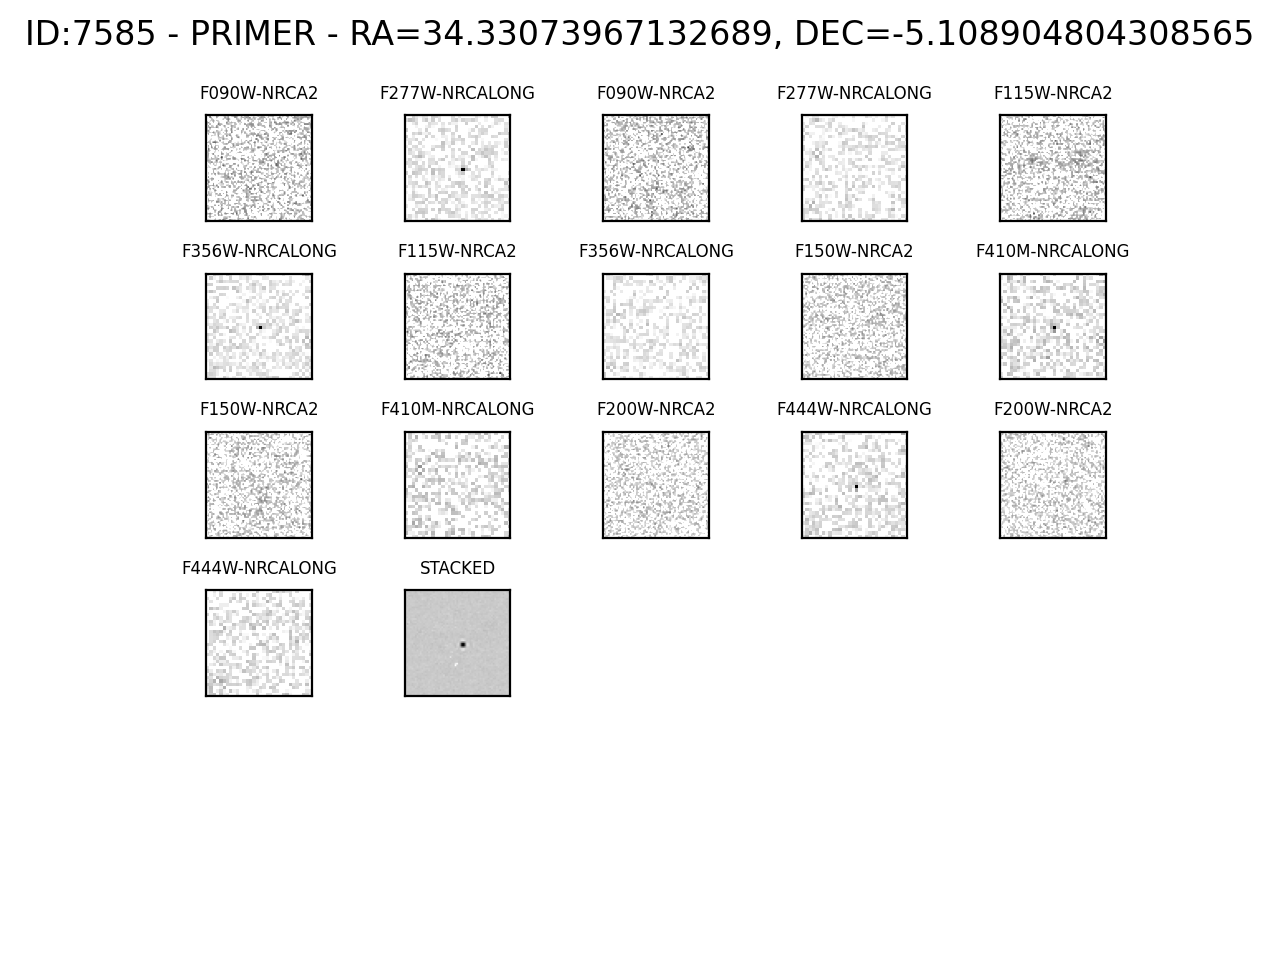 ID:7585 - PRIMER - RA=34.33073967132689, DEC=-5.108904804308565
F090W-NRCA2 F277W-NRCALONG F090W-NRCA2 F277W-NRCALONG F115W-NRCA2
F356W-NRCALONG F115W-NRCA2 F356W-NRCALONG F150W-NRCA2 F410M-NRCALONG
F150W-NRCA2 F410M-NRCALONG F200W-NRCA2 F444W-NRCALONG F200W-NRCA2
F444W-NRCALONG STACKED